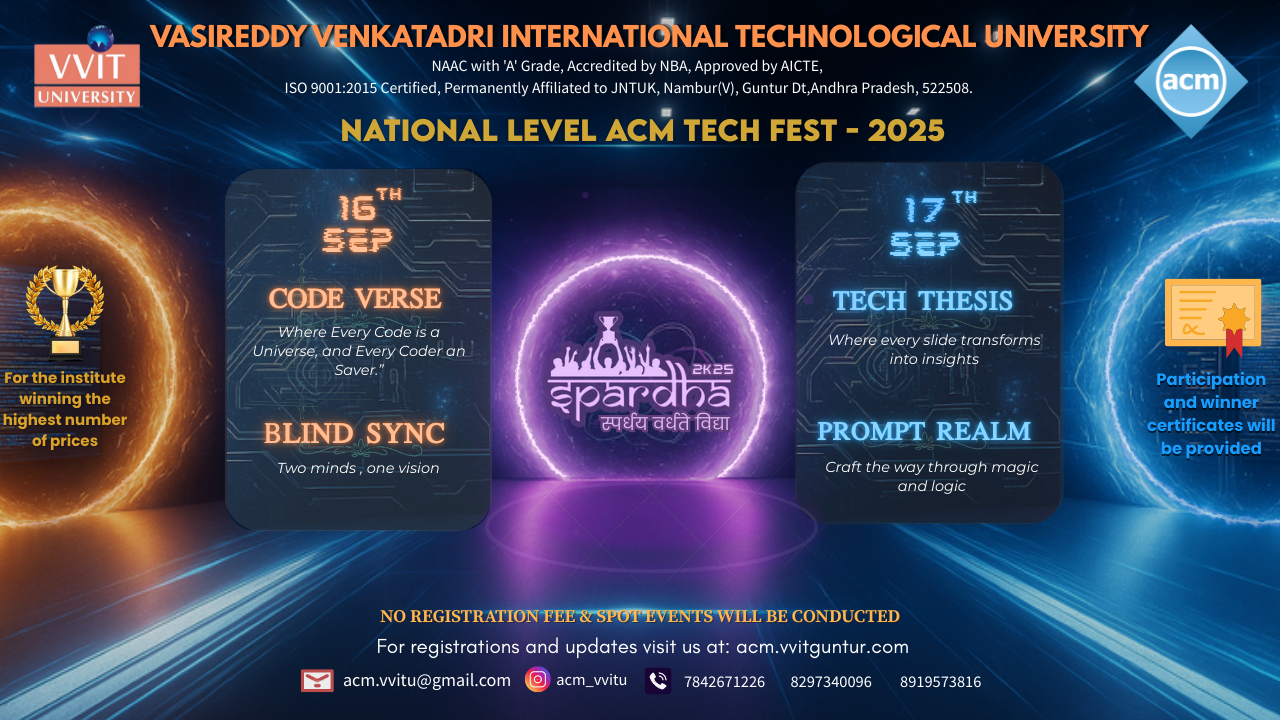 VVIT
UNIVERSITY
VASIREDDY VENKATADRI INTERNATIONAL TECHNOLOGICAL UNIVERSITY
NAAC with 'A' Grade, Accredited by NBA, Approved by AICTE,
ISO 9001:2015 Certified, Permanently Affiliated to JNTUK, Nambur(V), Guntur Dt,Andhra Pradesh, 522508.
acm
NATIONAL LEVEL ACM TECH FEST - 2025
For the institute
winning the
highest number
of prices
16TH
SEP
CODE VERSE
Where Every Code is a
Universe, and Every Coder an
Saver.”
BLIND SYNC
Two minds , one vision
2K25
spardha
स्पर्धय वर्धते विद्या
17TH
SEP
TECH THESIS
Where every slide transforms
into insights
PROMPT REALM
Craft the way through magic
and logic
Participation
and winner
certificates will
be provided
NO REGISTRATION FEE & SPOT EVENTS WILL BE CONDUCTED
For registrations and updates visit us at: acm.vvitguntur.com
acm.vvitu@gmail.com acm_vvitu 7842671226 8297340096 8919573816